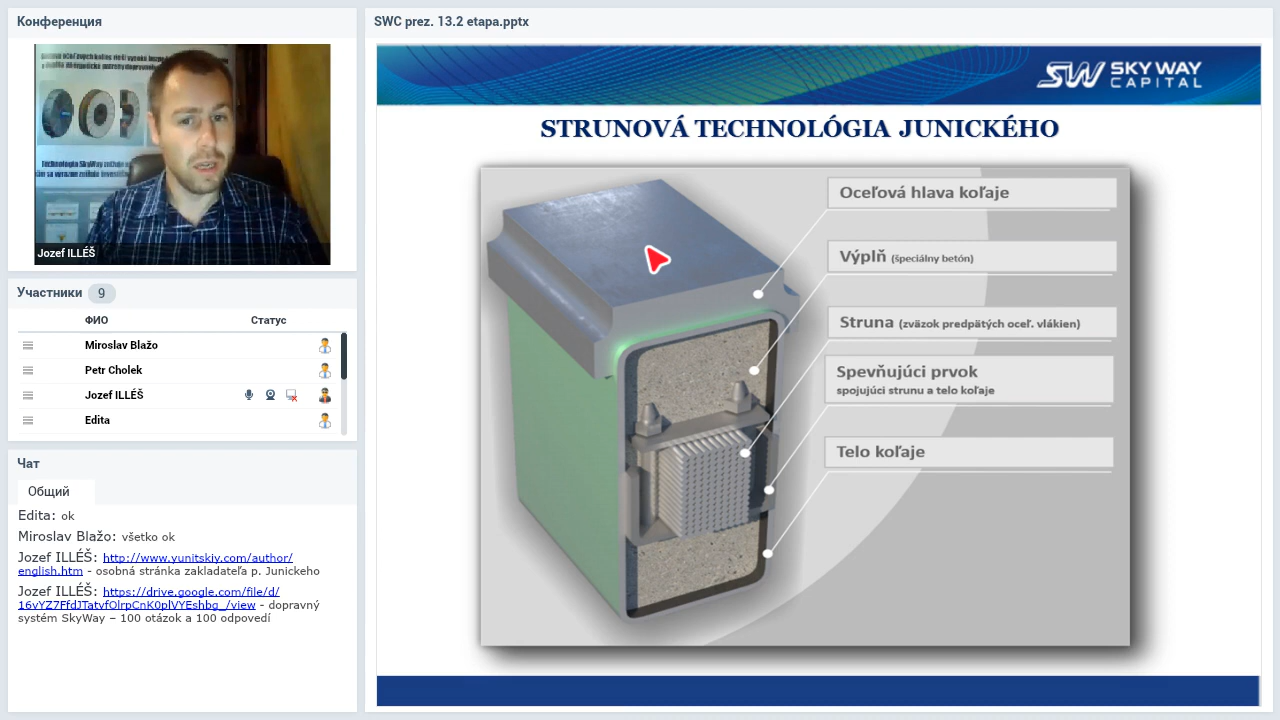 Конференция
Jozef ILLÉŠ
Участники 9
ФИО Статус
Miroslav Blažo
Petr Cholek
Jozef ILLÉŠ
Edita
Чат
Общий
Edita: ok
Miroslav Blažo: všetko ok
Jozef ILLÉŠ: http://www.yunitskiy.com/author/
english.htm - osobná stránka zakladateľa p. Junickeho
Jozef ILLÉŠ: https://drive.google.com/file/d/
16vYZ7FfdJTatvfOlrpCnK0plVYEshbg_/view - dopravný
systém SkyWay – 100 otázok a 100 odpovedí
SWC prez. 13.2 etapa.pptx
SW SKY WAY
CAPITAL
STRUNOVÁ TECHNOLÓGIA JUNICKÉHO
Oceľová hlava koľaje
Výplň (špeciálny betón)
Struna (zväzok predpätých oceľ. vlákien)
Spevňujúci prvok
spojujúci strunu a telo koľaje
Telo koľaje